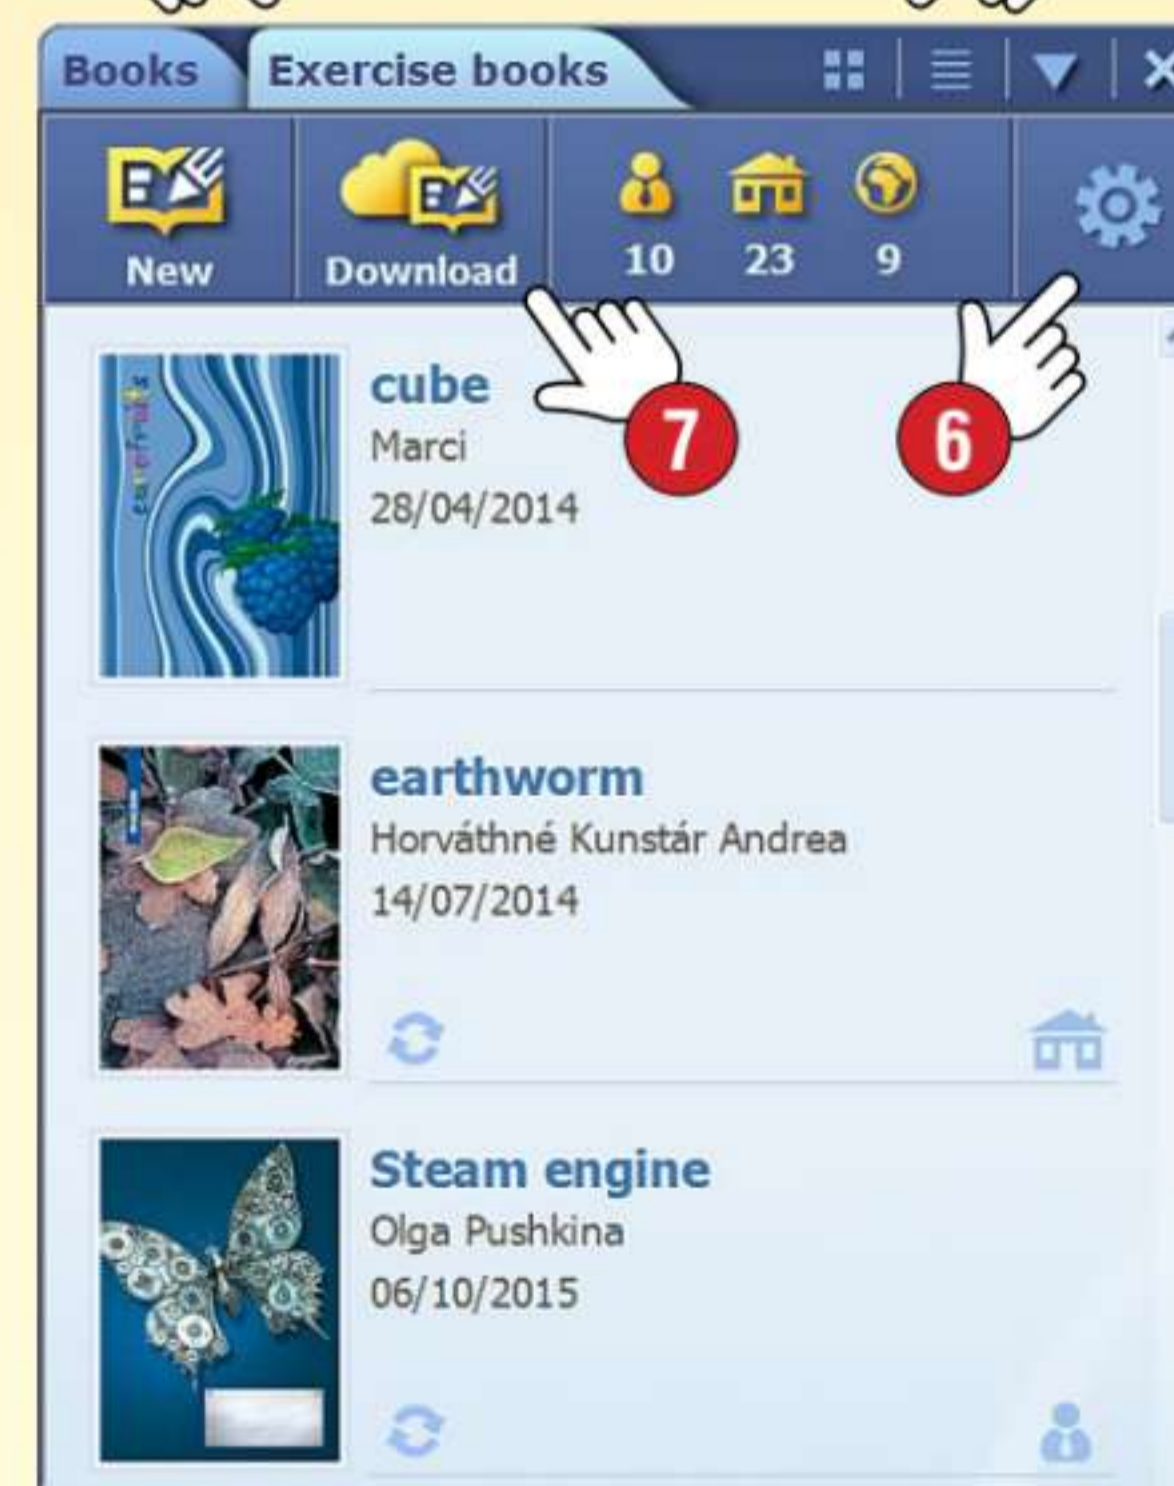 Books Exercise books
New Download 10 23 9
7 6
cube
Marci
28/04/2014
earthworm
Horváthné Kunstár Andrea
14/07/2014
Steam engine
Olga Pushkina
06/10/2015